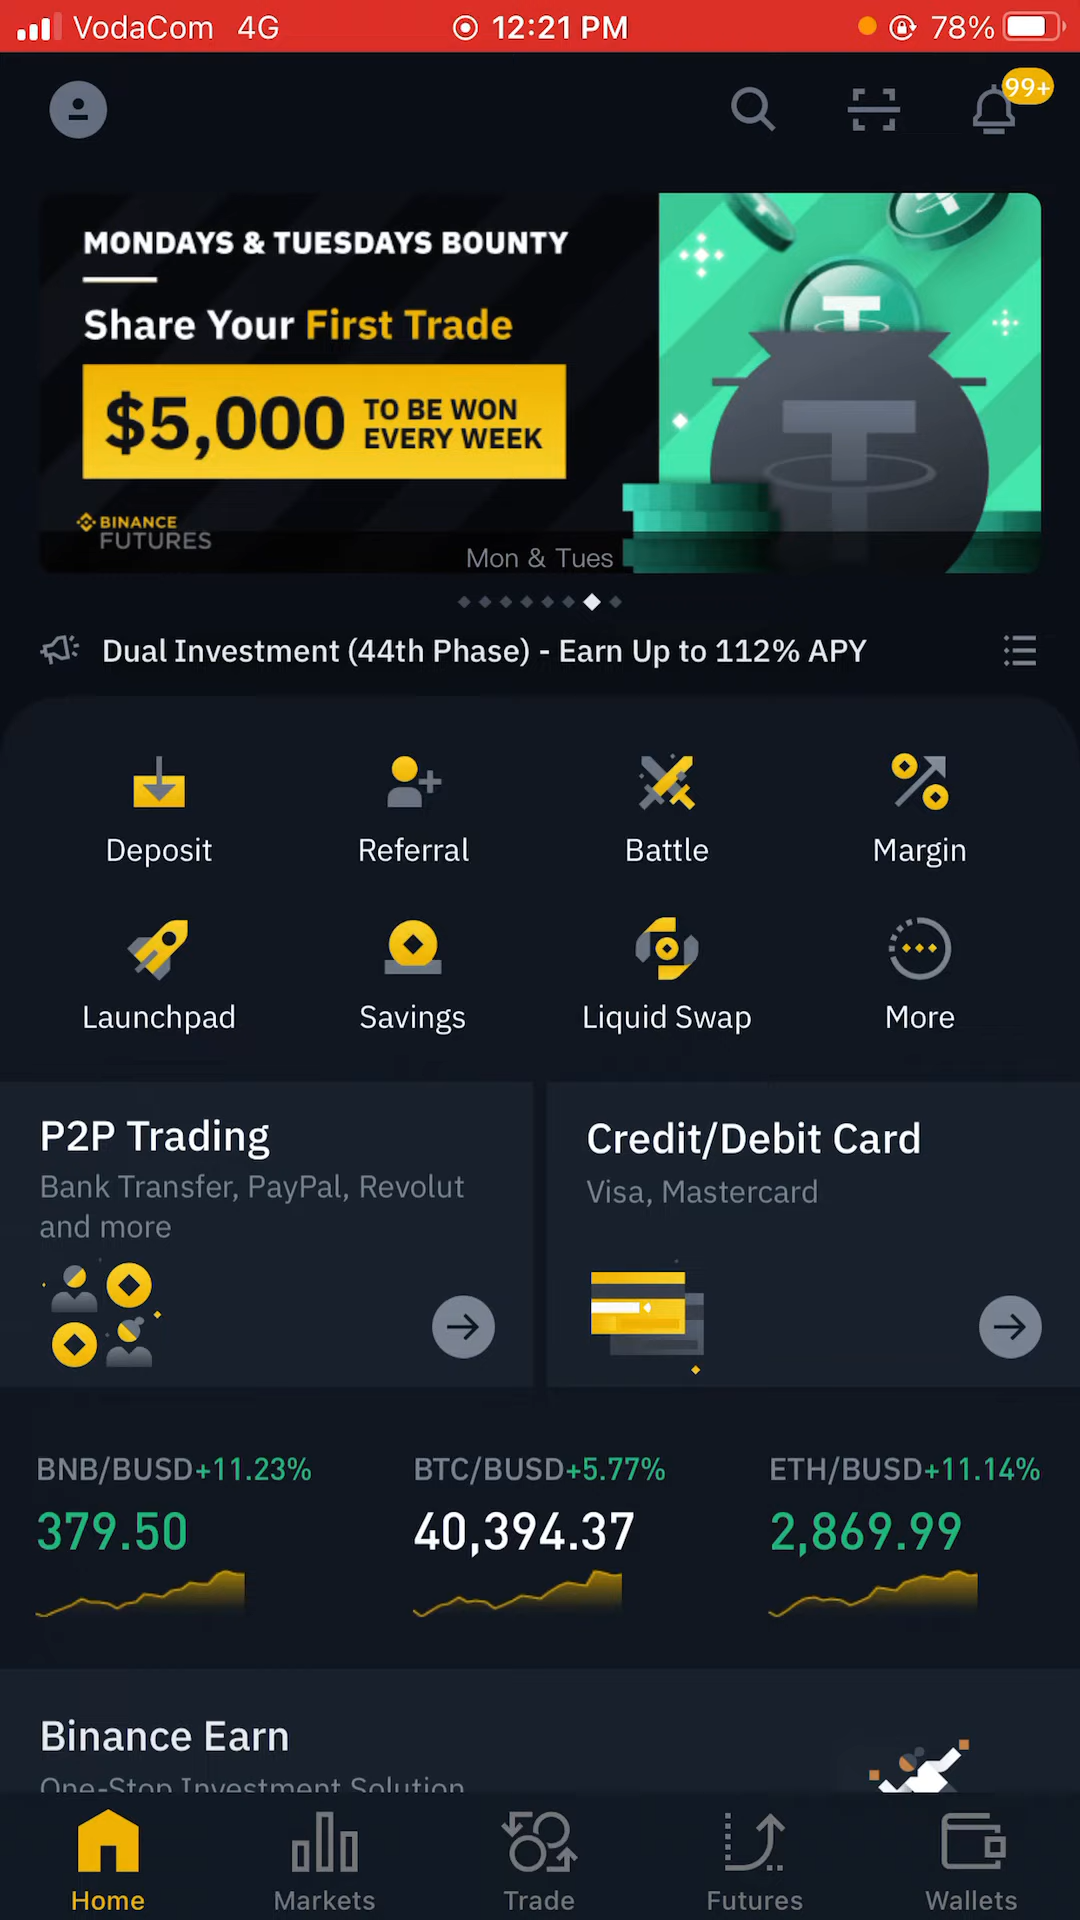 VodaCom 4G 12:21 PM 78%
99+
MONDAYS & TUESDAYS BOUNTY
Share Your First Trade
$5,000 TO BE WON
EVERY WEEK
BINANCE
FUTURES
Mon & Tues
Dual Investment (44th Phase) - Earn Up to 112% APY
Deposit Referral Battle Margin
Launchpad Savings Liquid Swap More
P2P Trading
Bank Transfer, PayPal, Revolut
and more
Credit/Debit Card
Visa, Mastercard
BNB/BUSD+11.23% BTC/BUSD+5.77% ETH/BUSD+11.14%
379.50 40,394.37 2,869.99
Binance Earn
One-Stop Investment Solution
Home Markets Trade Futures Wallets